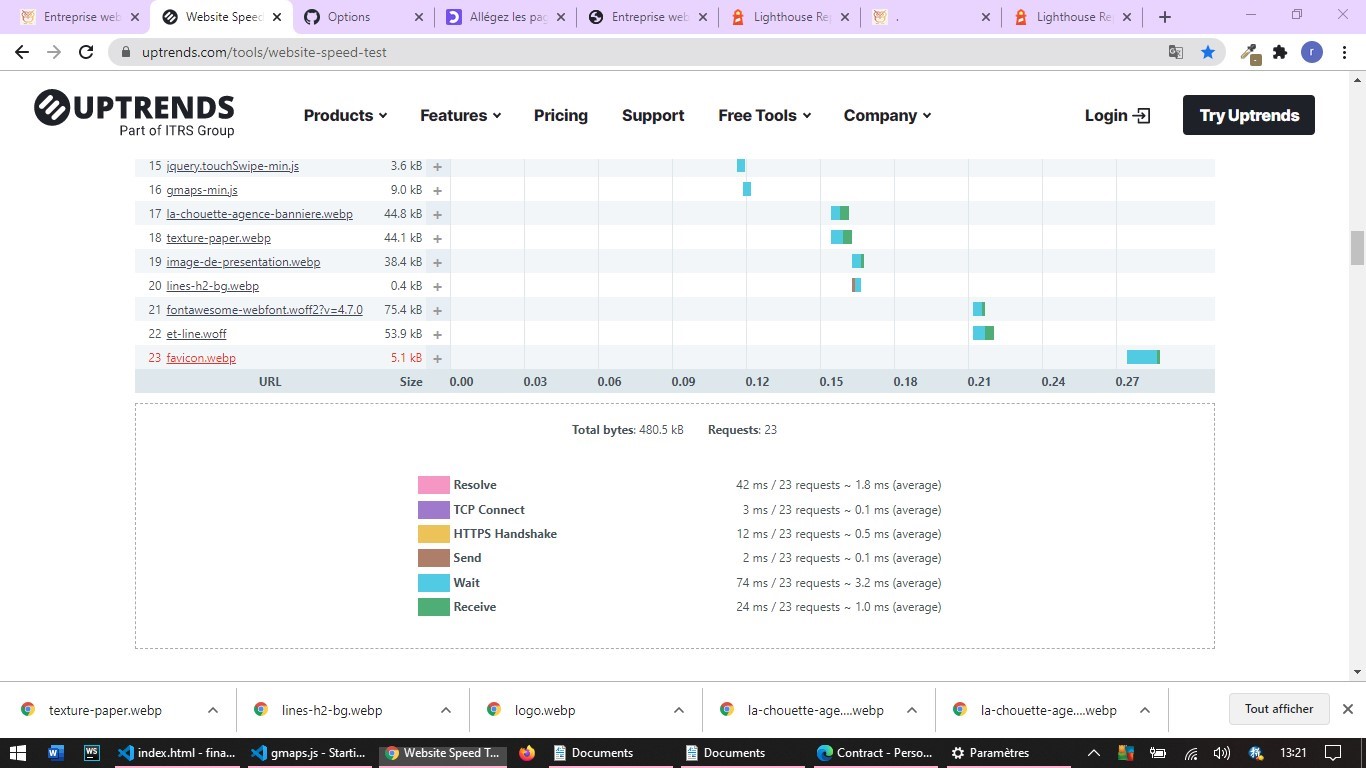 Entreprise web
Website Speed
Options
Allégez les pag
Entreprise web
Lighthouse Re
.
Lighthouse Re
uptrends.com/tools/website-speed-test
r
UPTRENDS
Part of ITRS Group
Products
Features
Pricing
Support
Free Tools
Company
Login
Try Uptrends
15 jquery.touchSwipe-min.js 3.6 kB +
16 gmaps-min.js 9.0 kB +
17 la-chouette-agence-banniere.webp 44.8 kB +
18 texture-paper.webp 44.1 kB +
19 image-de-presentation.webp 38.4 kB +
20 lines-h2-bg.webp 0.4 kB +
21 fontawesome-webfont.woff2?v=4.7.0 75.4 kB +
22 et-line.woff 53.9 kB +
23 favicon.webp 5.1 kB +
URL Size 0.00 0.03 0.06 0.09 0.12 0.15 0.18 0.21 0.24 0.27
Total bytes: 480.5 kB Requests: 23
Resolve 42 ms / 23 requests ~ 1.8 ms (average)
TCP Connect 3 ms / 23 requests ~ 0.1 ms (average)
HTTPS Handshake 12 ms / 23 requests ~ 0.5 ms (average)
Send 2 ms / 23 requests ~ 0.1 ms (average)
Wait 74 ms / 23 requests ~ 3.2 ms (average)
Receive 24 ms / 23 requests ~ 1.0 ms (average)
texture-paper.webp
lines-h2-bg.webp
logo.webp
la-chouette-age....webp
la-chouette-age....webp
Tout afficher
WS
index.html - fina...
gmaps.js - Starti...
Website Speed T...
Documents
Documents
Contract - Perso...
Paramètres
13:21